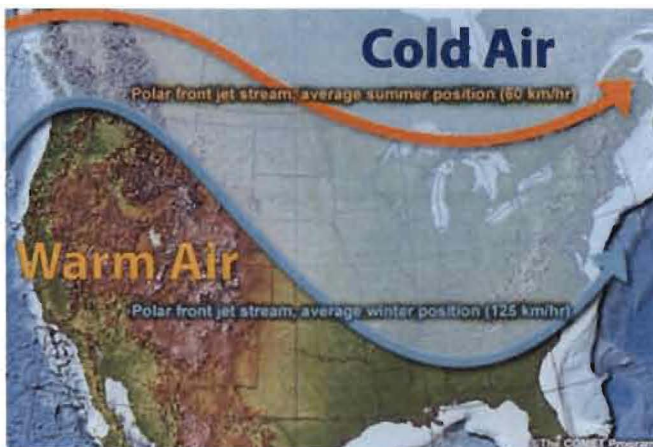 Cold Air
Polar front jet stream, average summer position (60 km/hr)
Warm Air
Polar front jet stream, average winter position (125 km/hr)
The COMET Program